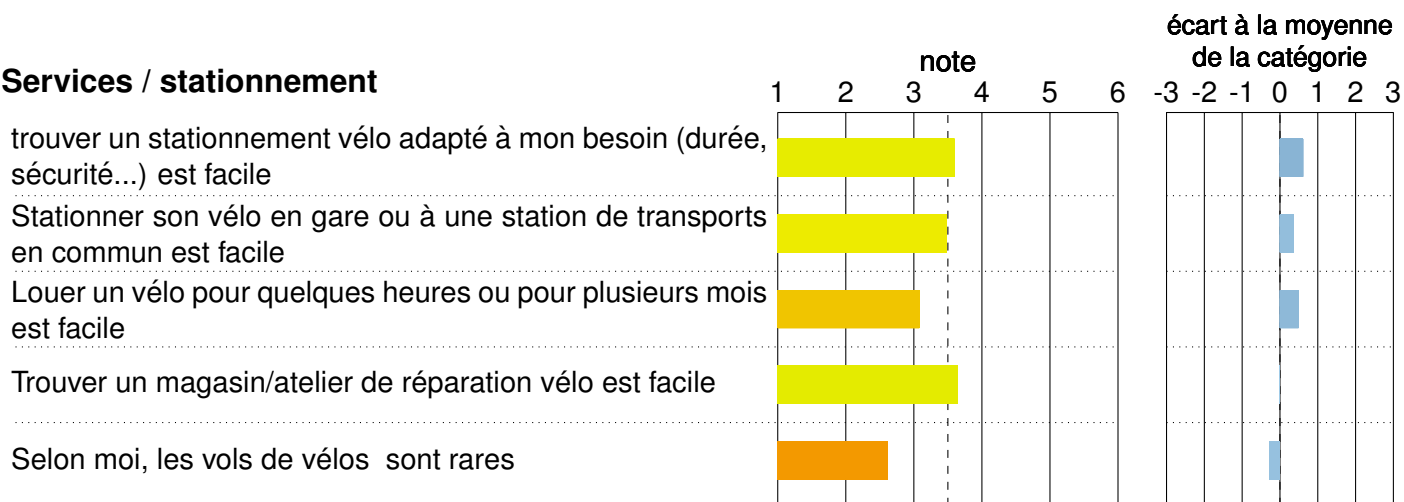 écart à la moyenne
de la catégorie
note
Services / stationnement
1 2 3 4 5 6
-3 -2 -1 0 1 2 3
trouver un stationnement vélo adapté à mon besoin (durée,
sécurité...) est facile
Stationner son vélo en gare ou à une station de transports
en commun est facile
Louer un vélo pour quelques heures ou pour plusieurs mois
est facile
Trouver un magasin/atelier de réparation vélo est facile
Selon moi, les vols de vélos sont rares